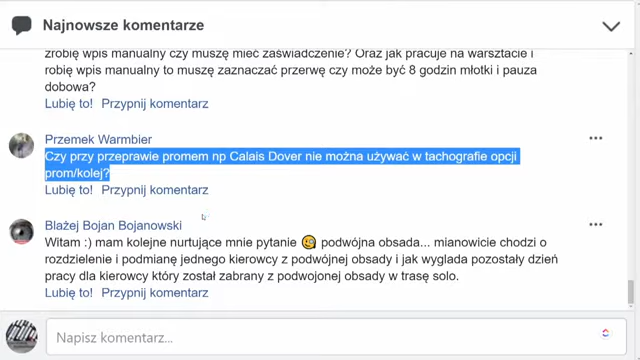 Najnowsze komentarze
zrobię wpis manualny czy muszę mieć zaświadczenie? Oraz jak pracuje na warsztacie i
robię wpis manualny to muszę zaznaczać przerwę czy może być 8 godzin młotki i pauza
dobowa?
Lubię to! Przypnij komentarz
Przemek Warmbier
Czy przy przeprawie promem np Calais Dover nie można używać w tachografie opcji
prom/kolej?
Lubię to! Przypnij komentarz
Blażej Bojan Bojanowski
Witam :) mam kolejne nurtujące mnie pytanie 🧐 podwójna obsada... mianowicie chodzi o
rozdzielenie i podmianę jednego kierowcy z podwójnej obsady i jak wyglada pozostały dzień
pracy dla kierowcy który został zabrany z podwojonej obsady w trasę solo.
Lubię to! Przypnij komentarz
Napisz komentarz...